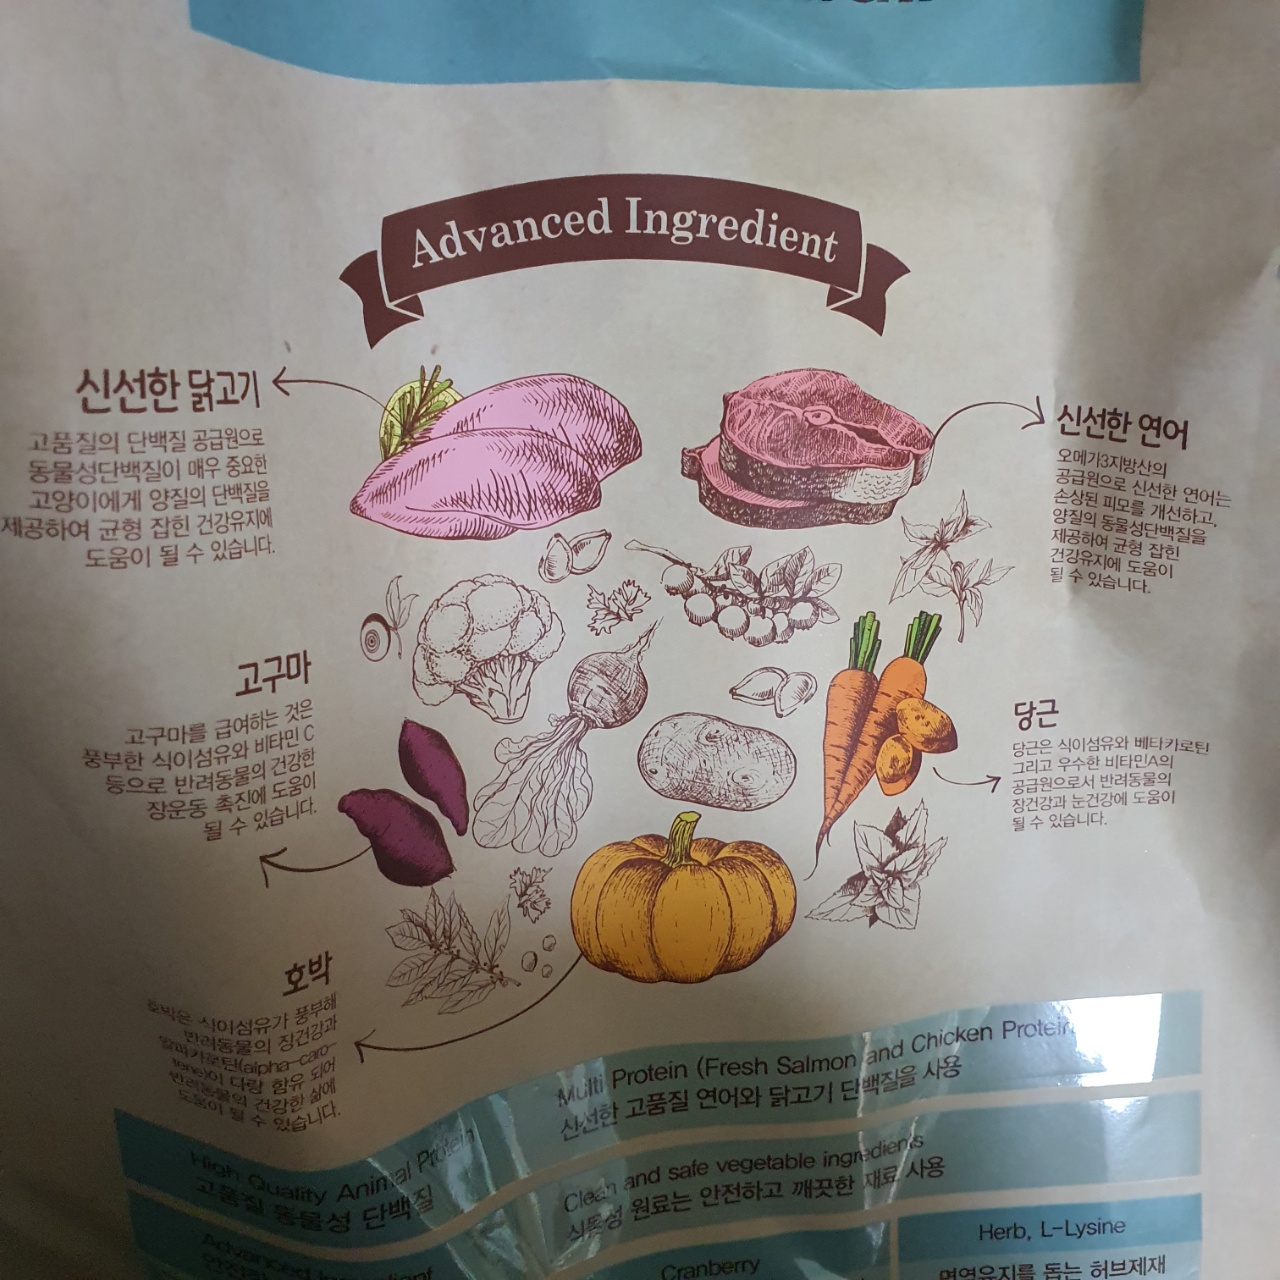 Advanced Ingredient
신선한 닭고기
고품질의 단백질 공급원으로
동물성단백질이 매우 중요한
고양이에게 양질의 단백질을
제공하여 균형 잡힌 건강유지에
도움이 될 수 있습니다.
신선한 연어
오메가3지방산의
공급원으로 신선한 연어는
손상된 피모를 개선하고,
양질의 동물성단백질을
제공하여 균형 잡힌
건강유지에 도움이
될 수 있습니다.
고구마
고구마를 급여하는 것은
풍부한 식이섬유와 비타민 C
등으로 반려동물의 건강한
장운동 촉진에 도움이
될 수 있습니다.
당근
당근은 식이섬유와 베타카로틴
그리고 우수한 비타민A의
공급원으로서 반려동물의
장건강과 눈건강에 도움이
될 수 있습니다.
호박
호박은 식이섬유가 풍부해
반려동물의 장건강과
알파카로틴(alpha-caro-
tene)이 다량 함유 되어
반려동물의 건강한 삶에
도움이 될 수 있습니다.
High Quality Animal Protein
고품질 동물성 단백질
Multi Protein (Fresh Salmon and Chicken Protein
신선한 고품질 연어와 닭고기 단백질을 사용
Clean and safe vegetable ingredients
식물성 원료는 안전하고 깨끗한 재료 사용
Advanced Ingredient
Cranberry
Herb, L-Lysine
면역유지를 돕는 허브제재